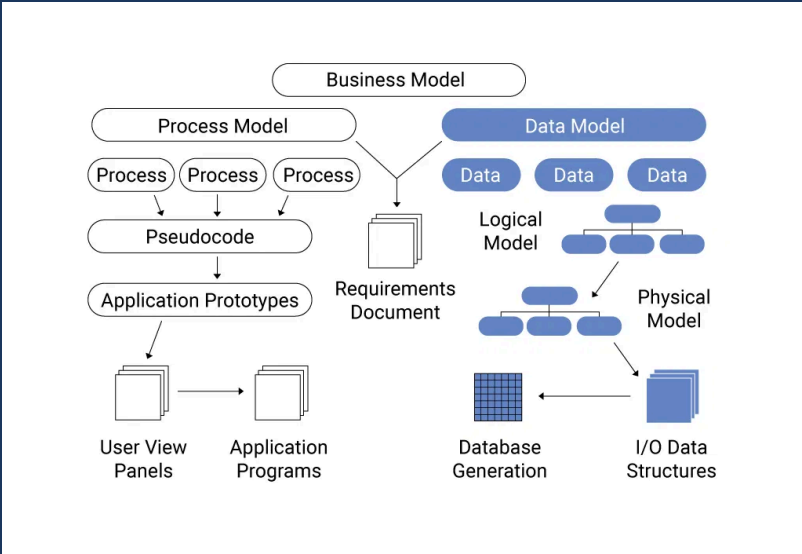 Business Model
Process Model
Data Model
Process
Process
Process
Data
Data
Data
Pseudocode
Logical
Model
Requirements
Document
Application Prototypes
Physical
Model
User View
Panels
Application
Programs
Database
Generation
I/O Data
Structures